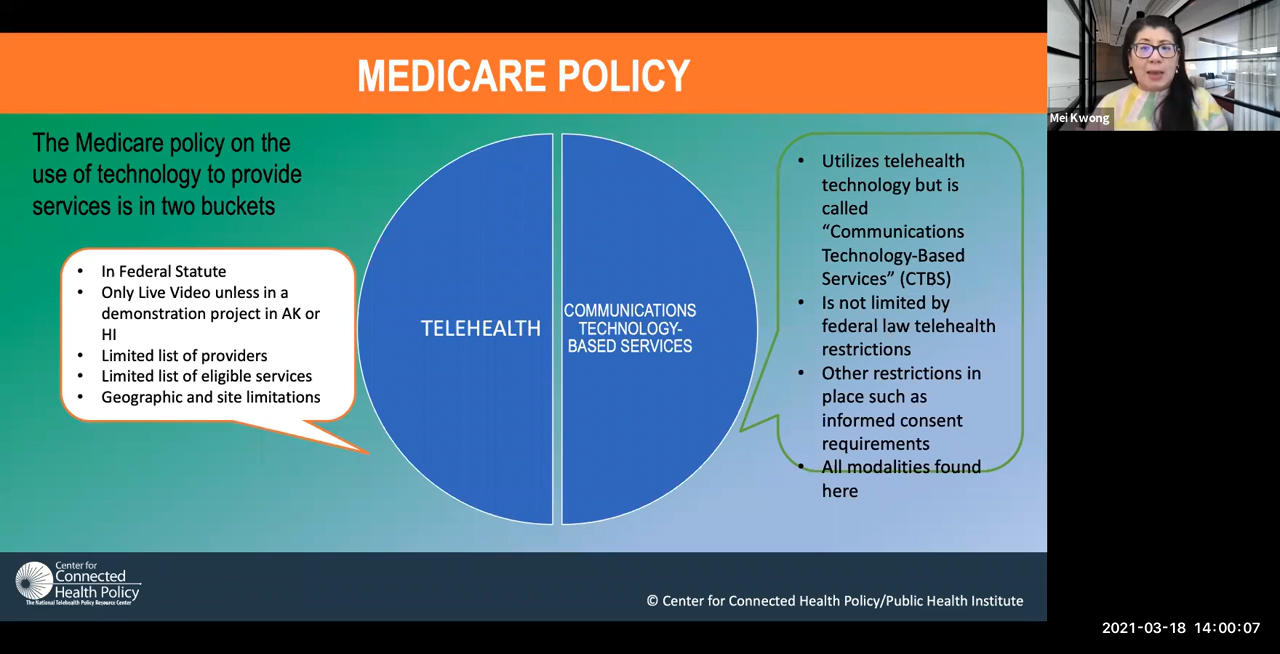 MEDICARE POLICY
Mei Kwong
The Medicare policy on the
use of technology to provide
services is in two buckets
• In Federal Statute
• Only Live Video unless in a
demonstration project in AK or
HI
• Limited list of providers
• Limited list of eligible services
• Geographic and site limitations
TELEHEALTH
COMMUNICATIONS
TECHNOLOGY-
BASED SERVICES
• Utilizes telehealth
technology but is
called
“Communications
Technology-Based
Services” (CTBS)
• Is not limited by
federal law telehealth
restrictions
• Other restrictions in
place such as
informed consent
requirements
• All modalities found
here
Center for
Connected
Health Policy
The National Telehealth Policy Resource Center
© Center for Connected Health Policy/Public Health Institute
2021-03-18 14:00:07